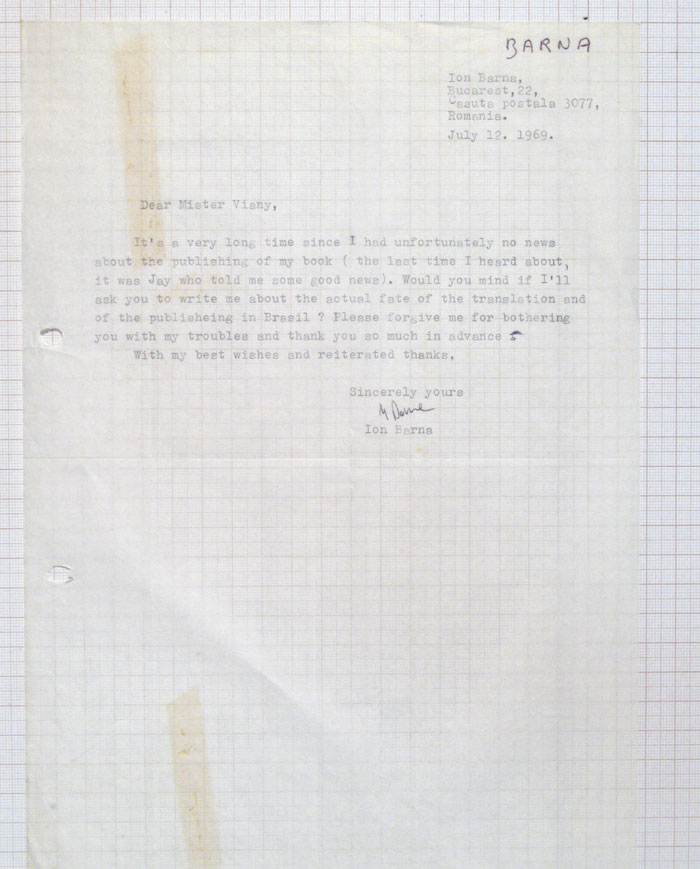 BARNA
Ion Barna,
Bucarest,22,
Casuta postala 3077,
Romania.
July 12. 1969.
Dear Mister Viany,
It's a very long time since I had unfortunately no news
about the publishing of my book ( the last time I heard about,
it was Jay who told me some good news). Would you mind if I'll
ask you to write me about the actual fate of the translation and
of the publisheing in Brasil ? Please forgive me for bothering
you with my troubles and thank you so much in advance
With my best wishes and reiterated thanks,
Sincerely yours
Ion Barna